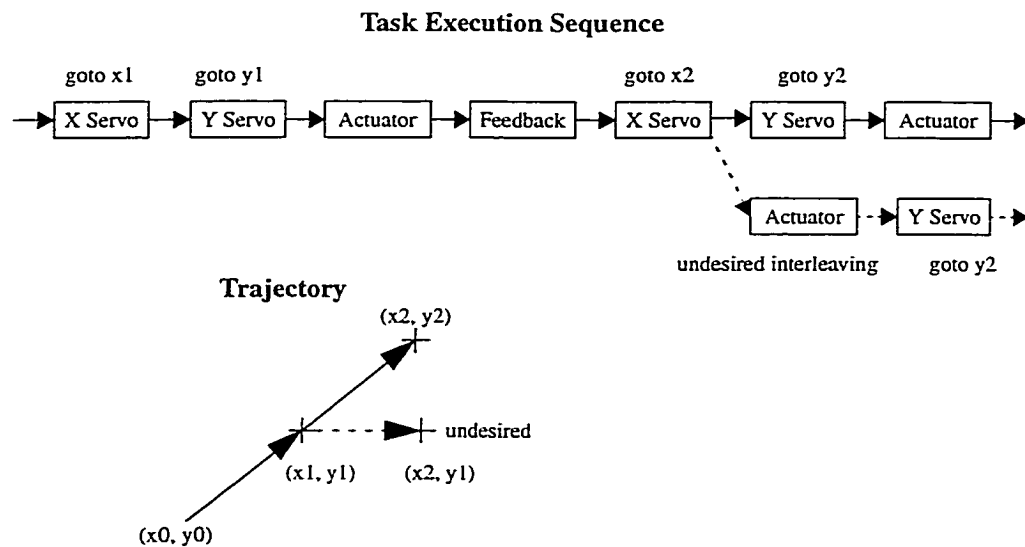 Task Execution Sequence
goto x1 goto y1 goto x2 goto y2
X Servo Y Servo Actuator Feedback X Servo Y Servo Actuator
Actuator Y Servo
undesired interleaving goto y2
Trajectory
(x2, y2)
undesired
(x1, y1) (x2, y1)
(x0, y0)